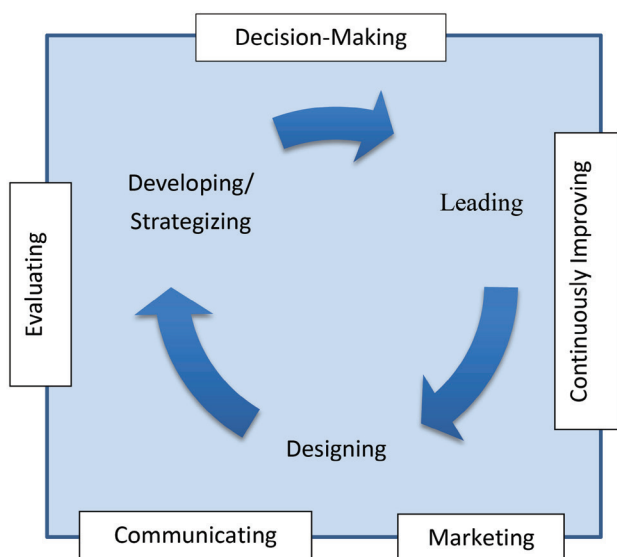 Decision-Making
Developing/
Strategizing
Leading
Evaluating
Continuously Improving
Designing
Communicating
Marketing